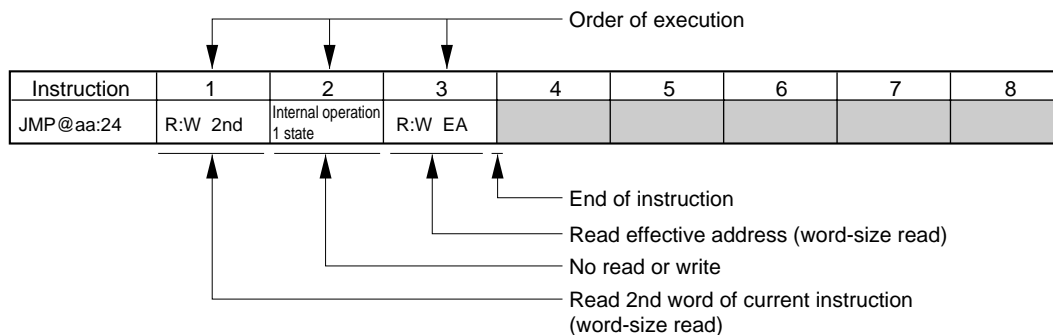 Order of execution
Instruction 1 2 3 4 5 6 7 8
JMP@aa:24 R:W 2nd Internal operation R:W EA
1 state
End of instruction
Read effective address (word-size read)
No read or write
Read 2nd word of current instruction
(word-size read)